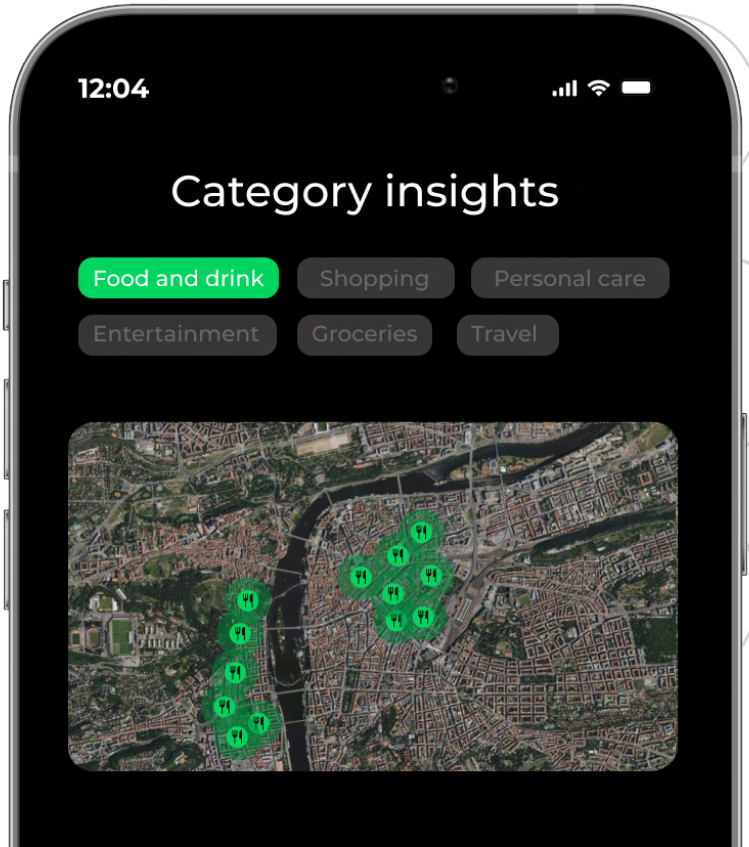 12:04
Category insights
Food and drink Shopping Personal care
Entertainment Groceries Travel